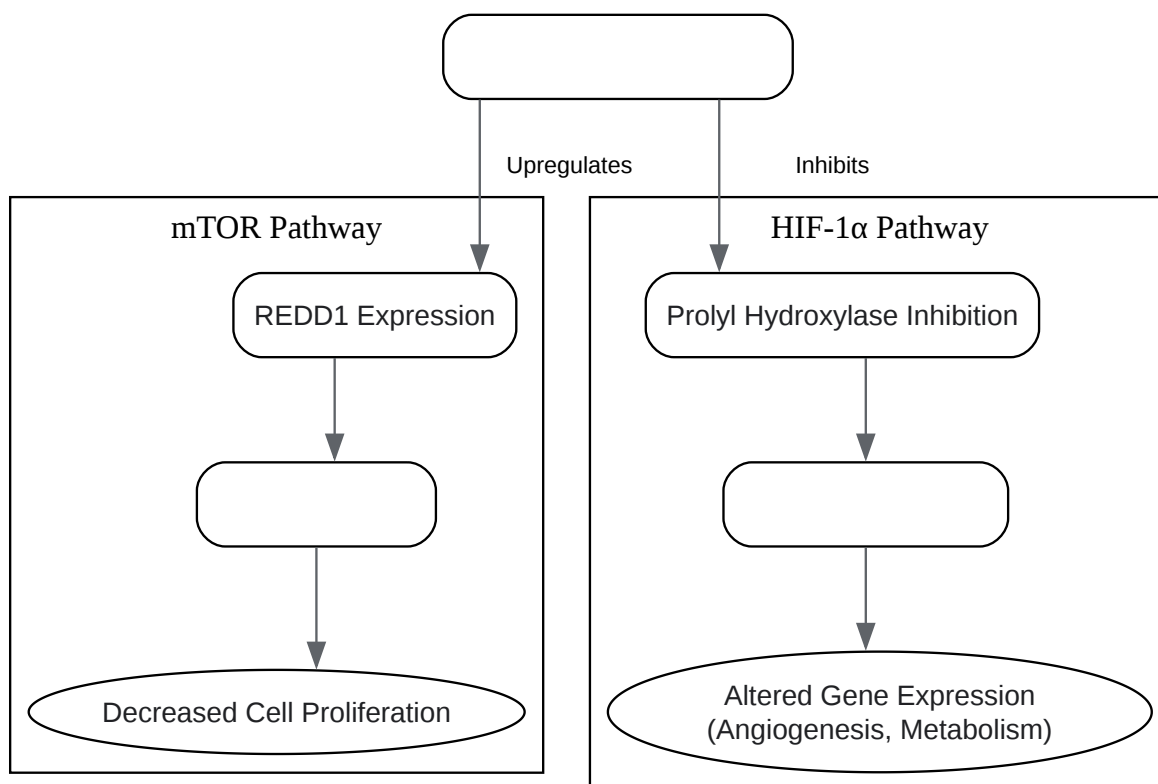 Upregulates
Inhibits
mTOR Pathway
HIF-1α Pathway
REDD1 Expression
Prolyl Hydroxylase Inhibition
Decreased Cell Proliferation
Altered Gene Expression
(Angiogenesis, Metabolism)